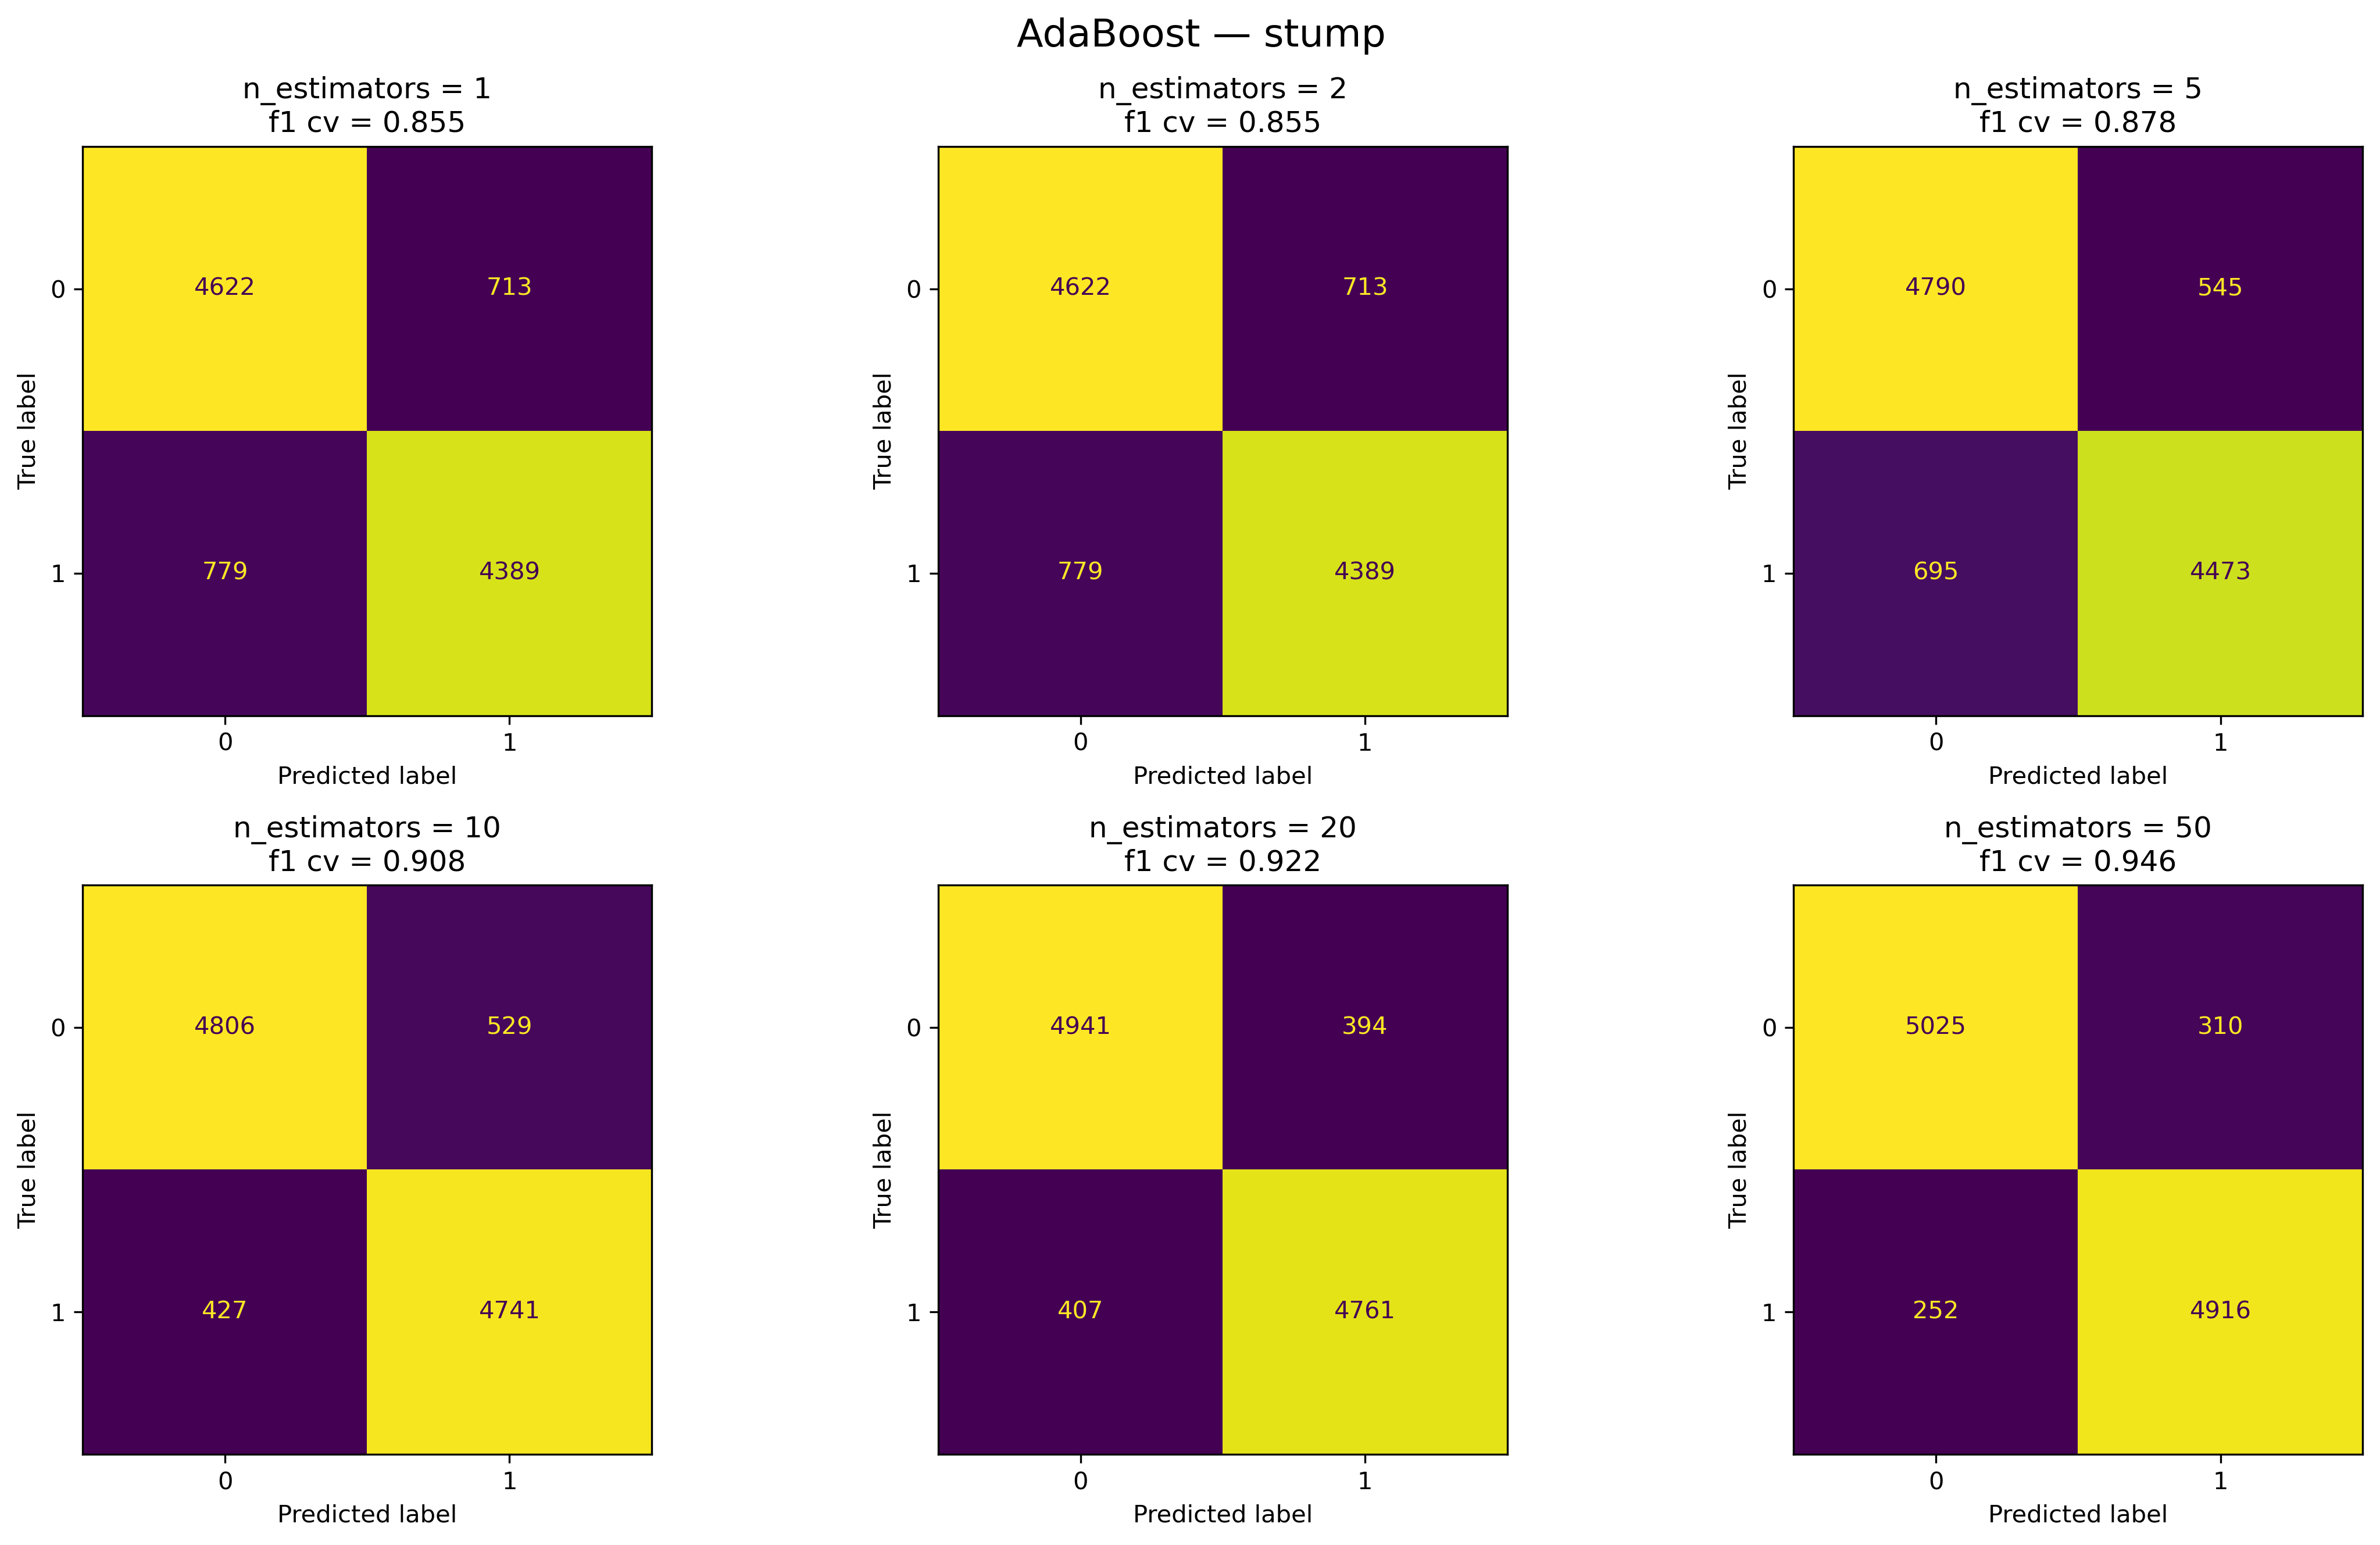 AdaBoost — stump
n_estimators = 1
f1 cv = 0.855
True label
0
4622
713
1
779
4389
0
1
Predicted label
n_estimators = 2
f1 cv = 0.855
True label
0
4622
713
1
779
4389
0
1
Predicted label
n_estimators = 5
f1 cv = 0.878
True label
0
4790
545
1
695
4473
0
1
Predicted label
n_estimators = 10
f1 cv = 0.908
True label
0
4806
529
1
427
4741
0
1
Predicted label
n_estimators = 20
f1 cv = 0.922
True label
0
4941
394
1
407
4761
0
1
Predicted label
n_estimators = 50
f1 cv = 0.946
True label
0
5025
310
1
252
4916
0
1
Predicted label